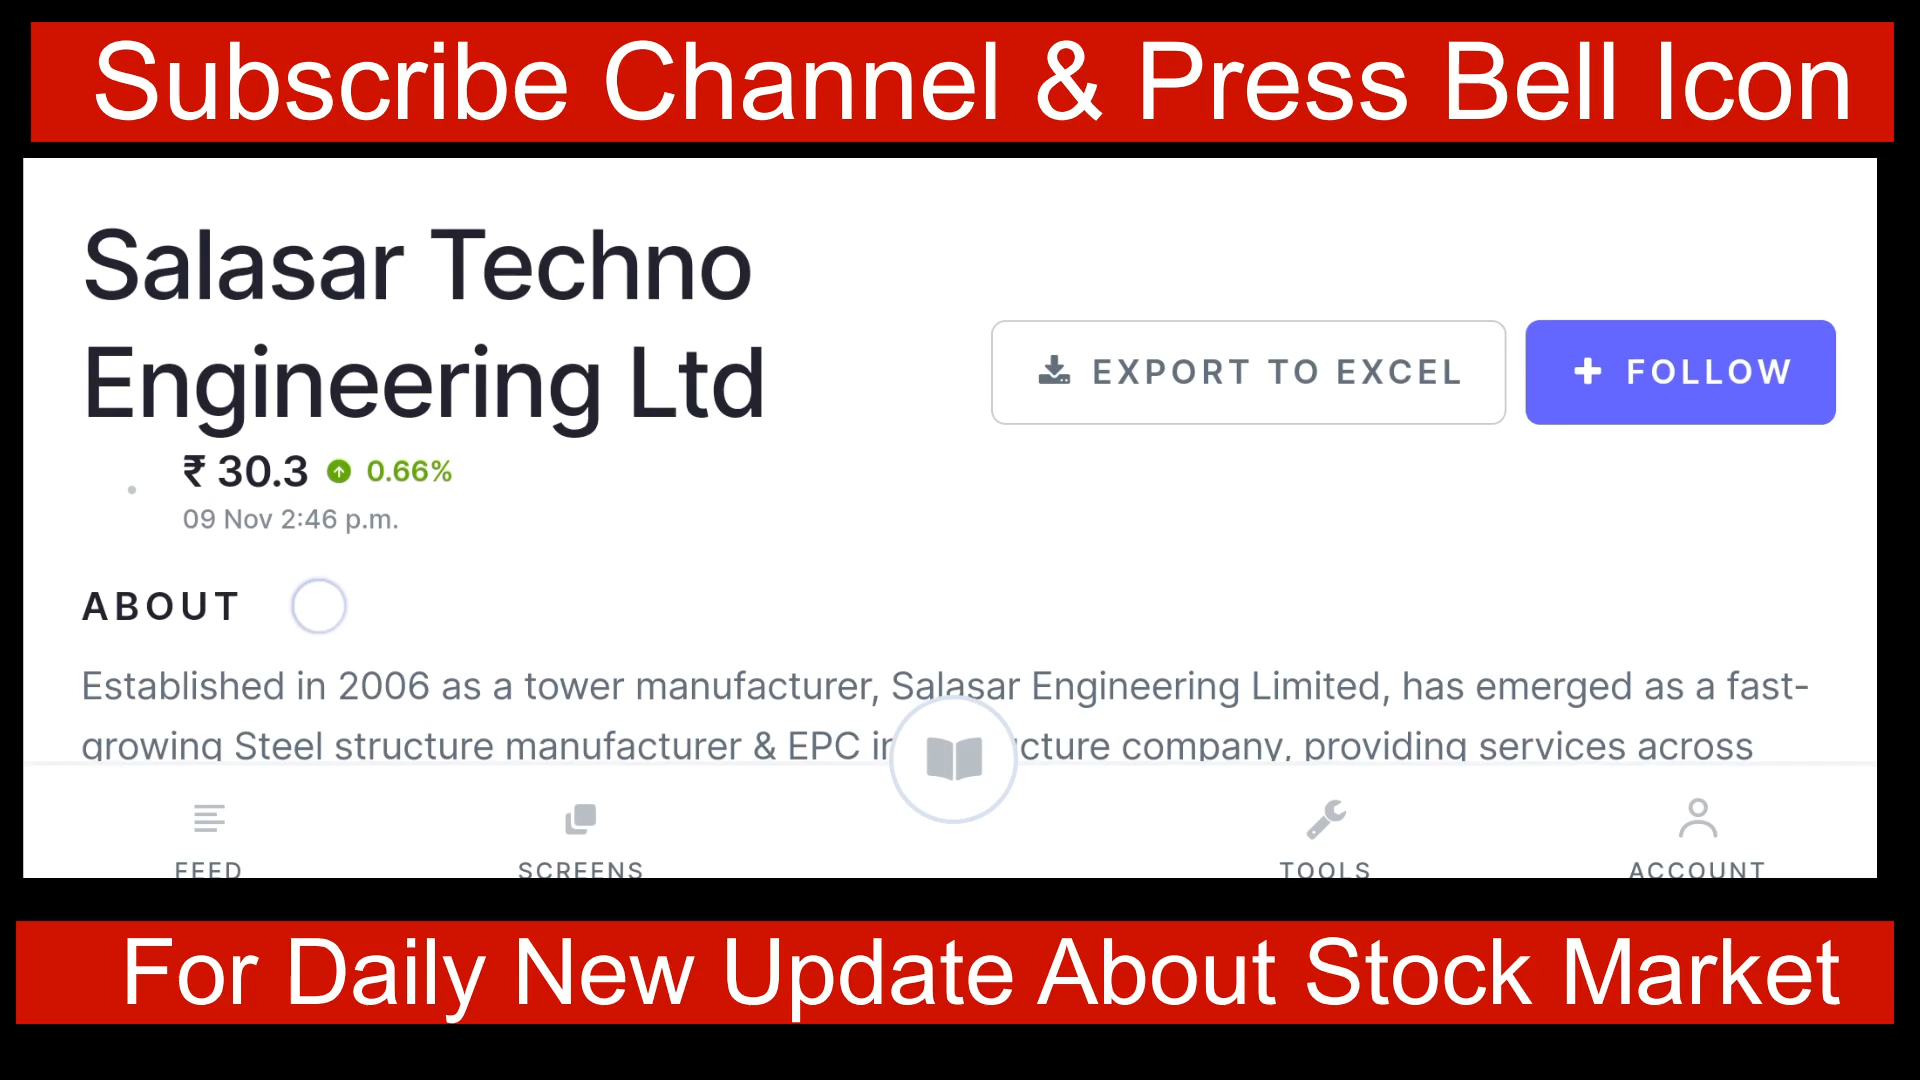 Subscribe Channel & Press Bell Icon
Salasar Techno
Engineering Ltd
EXPORT TO EXCEL
FOLLOW
₹ 30.3 0.66%
09 Nov 2:46 p.m.
ABOUT
Established in 2006 as a tower manufacturer, Salasar Engineering Limited, has emerged as a fast-
growing Steel structure manufacturer & EPC company, providing services across
FEED
SCREENS
TOOLS
ACCOUNT
For Daily New Update About Stock Market